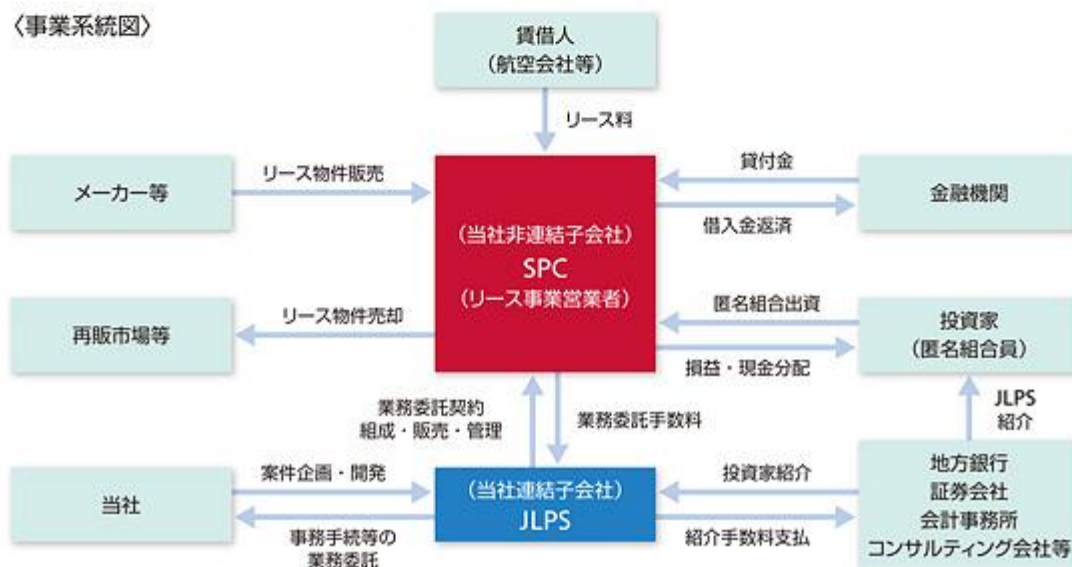 〈事業系統図〉
賃借人
（航空会社等）
リース料
メーカー等
リース物件販売
（当社非連結子会社）
SPC
（リース事業営業者）
貸付金
借入金返済
金融機関
再販市場等
リース物件売却
匿名組合出資
損益・現金分配
投資家
（匿名組合員）
業務委託契約
組成・販売・管理
業務委託手数料
JLPS
紹介
当社
案件企画・開発
事務手続等の
業務委託
（当社連結子会社）
JLPS
投資家紹介
紹介手数料支払
地方銀行
証券会社
会計事務所
コンサルティング会社等